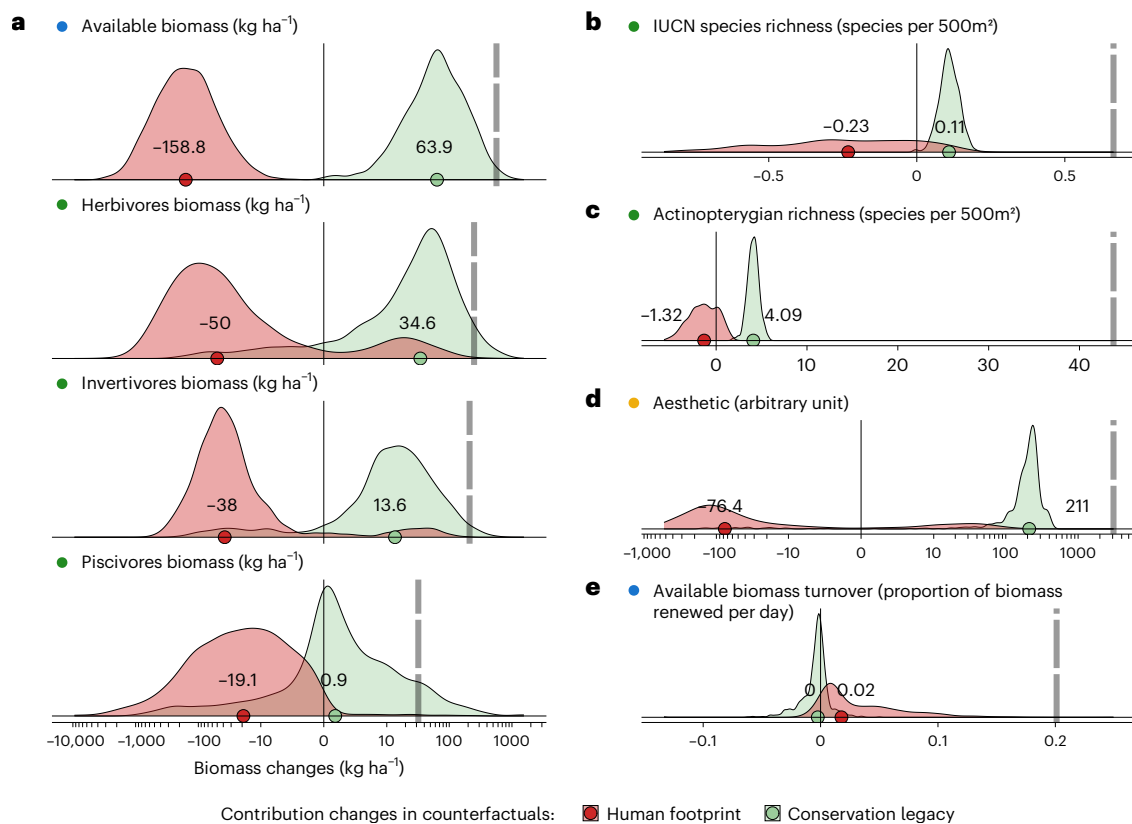 a
Available biomass (kg ha⁻¹)
−158.8
63.9
Herbivores biomass (kg ha⁻¹)
−50
34.6
Invertivores biomass (kg ha⁻¹)
−38
13.6
Piscivores biomass (kg ha⁻¹)
−19.1
0.9
−10,000 −1,000 −100 −10 0 10 100 1000
Biomass changes (kg ha⁻¹)
b
IUCN species richness (species per 500m²)
−0.23
0.11
−0.5 0 0.5
c
Actinopterygian richness (species per 500m²)
−1.32
4.09
0 10 20 30 40
d
Aesthetic (arbitrary unit)
−76.4
211
−1,000 −100 −10 0 10 100 1000
e
Available biomass turnover (proportion of biomass
renewed per day)
0
0.02
−0.1 0 0.1 0.2
Contribution changes in counterfactuals: Human footprint Conservation legacy